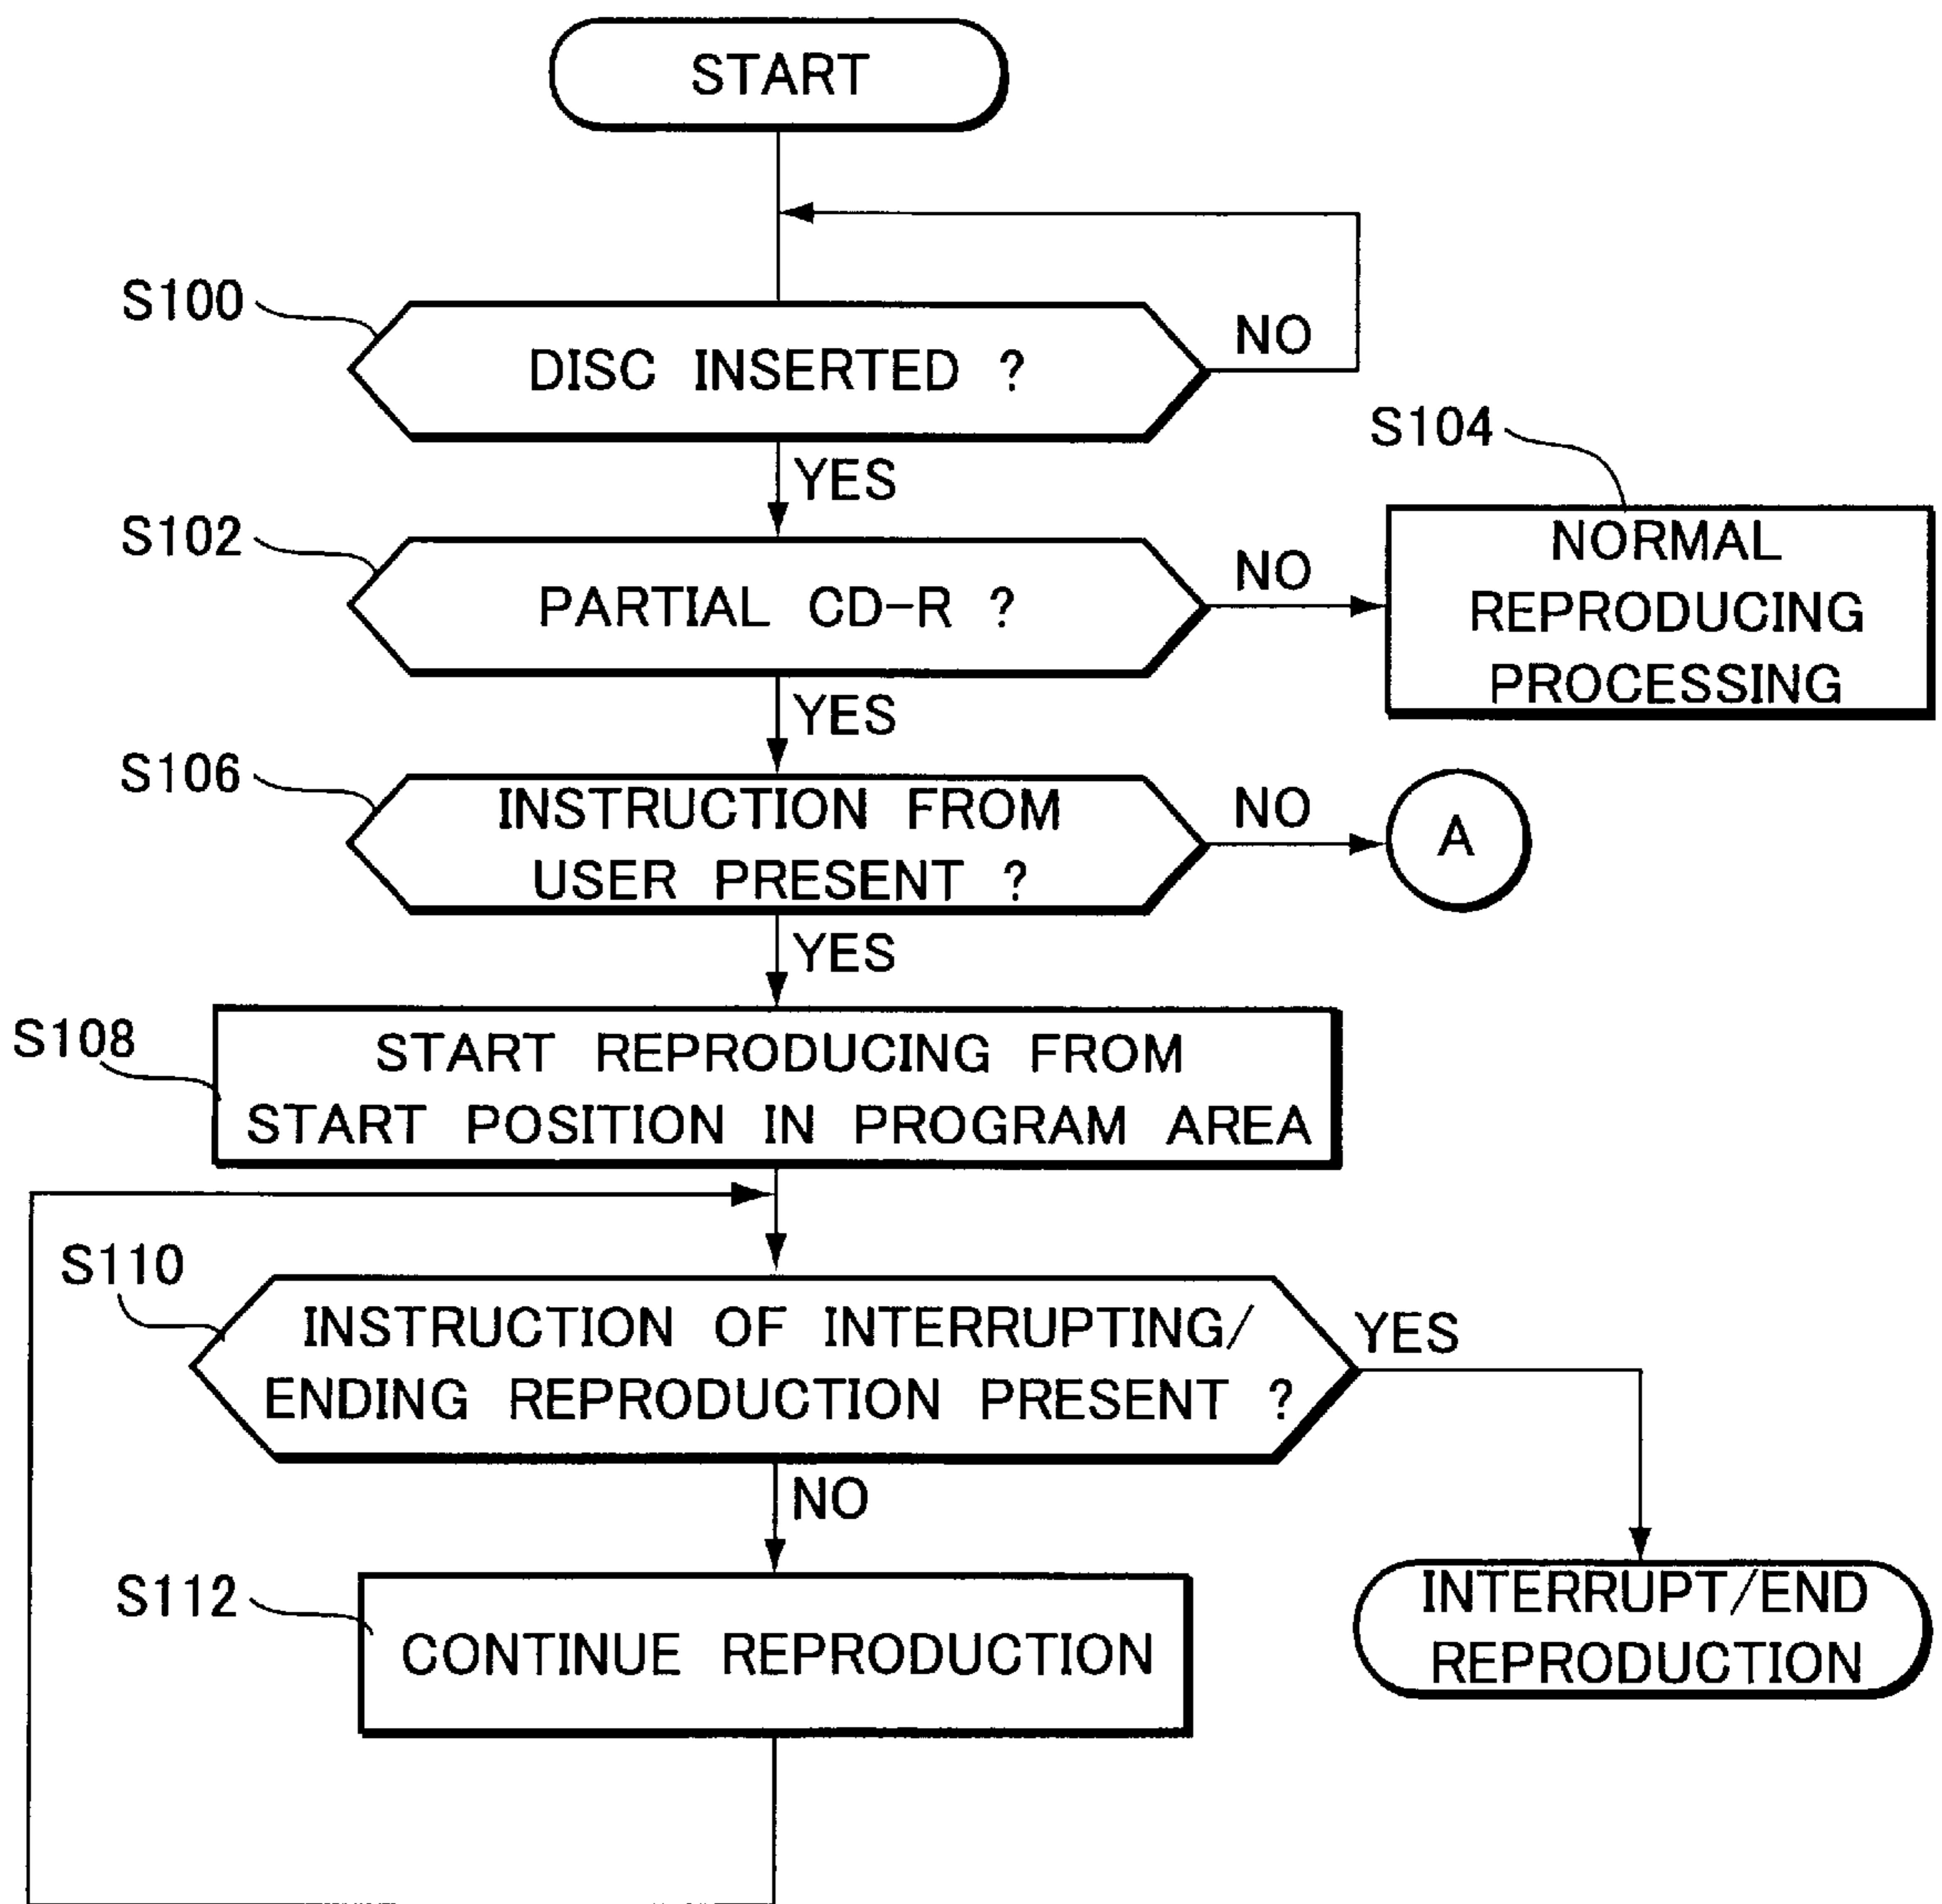 START
S100
DISC INSERTED ?
NO
YES
S104
S102
PARTIAL CD-R ?
NO
NORMAL
REPRODUCING
PROCESSING
YES
S106
INSTRUCTION FROM
USER PRESENT ?
NO
A
YES
S108
START REPRODUCING FROM
START POSITION IN PROGRAM AREA
S110
INSTRUCTION OF INTERRUPTING/
ENDING REPRODUCTION PRESENT ?
YES
NO
S112
CONTINUE REPRODUCTION
INTERRUPT/END
REPRODUCTION